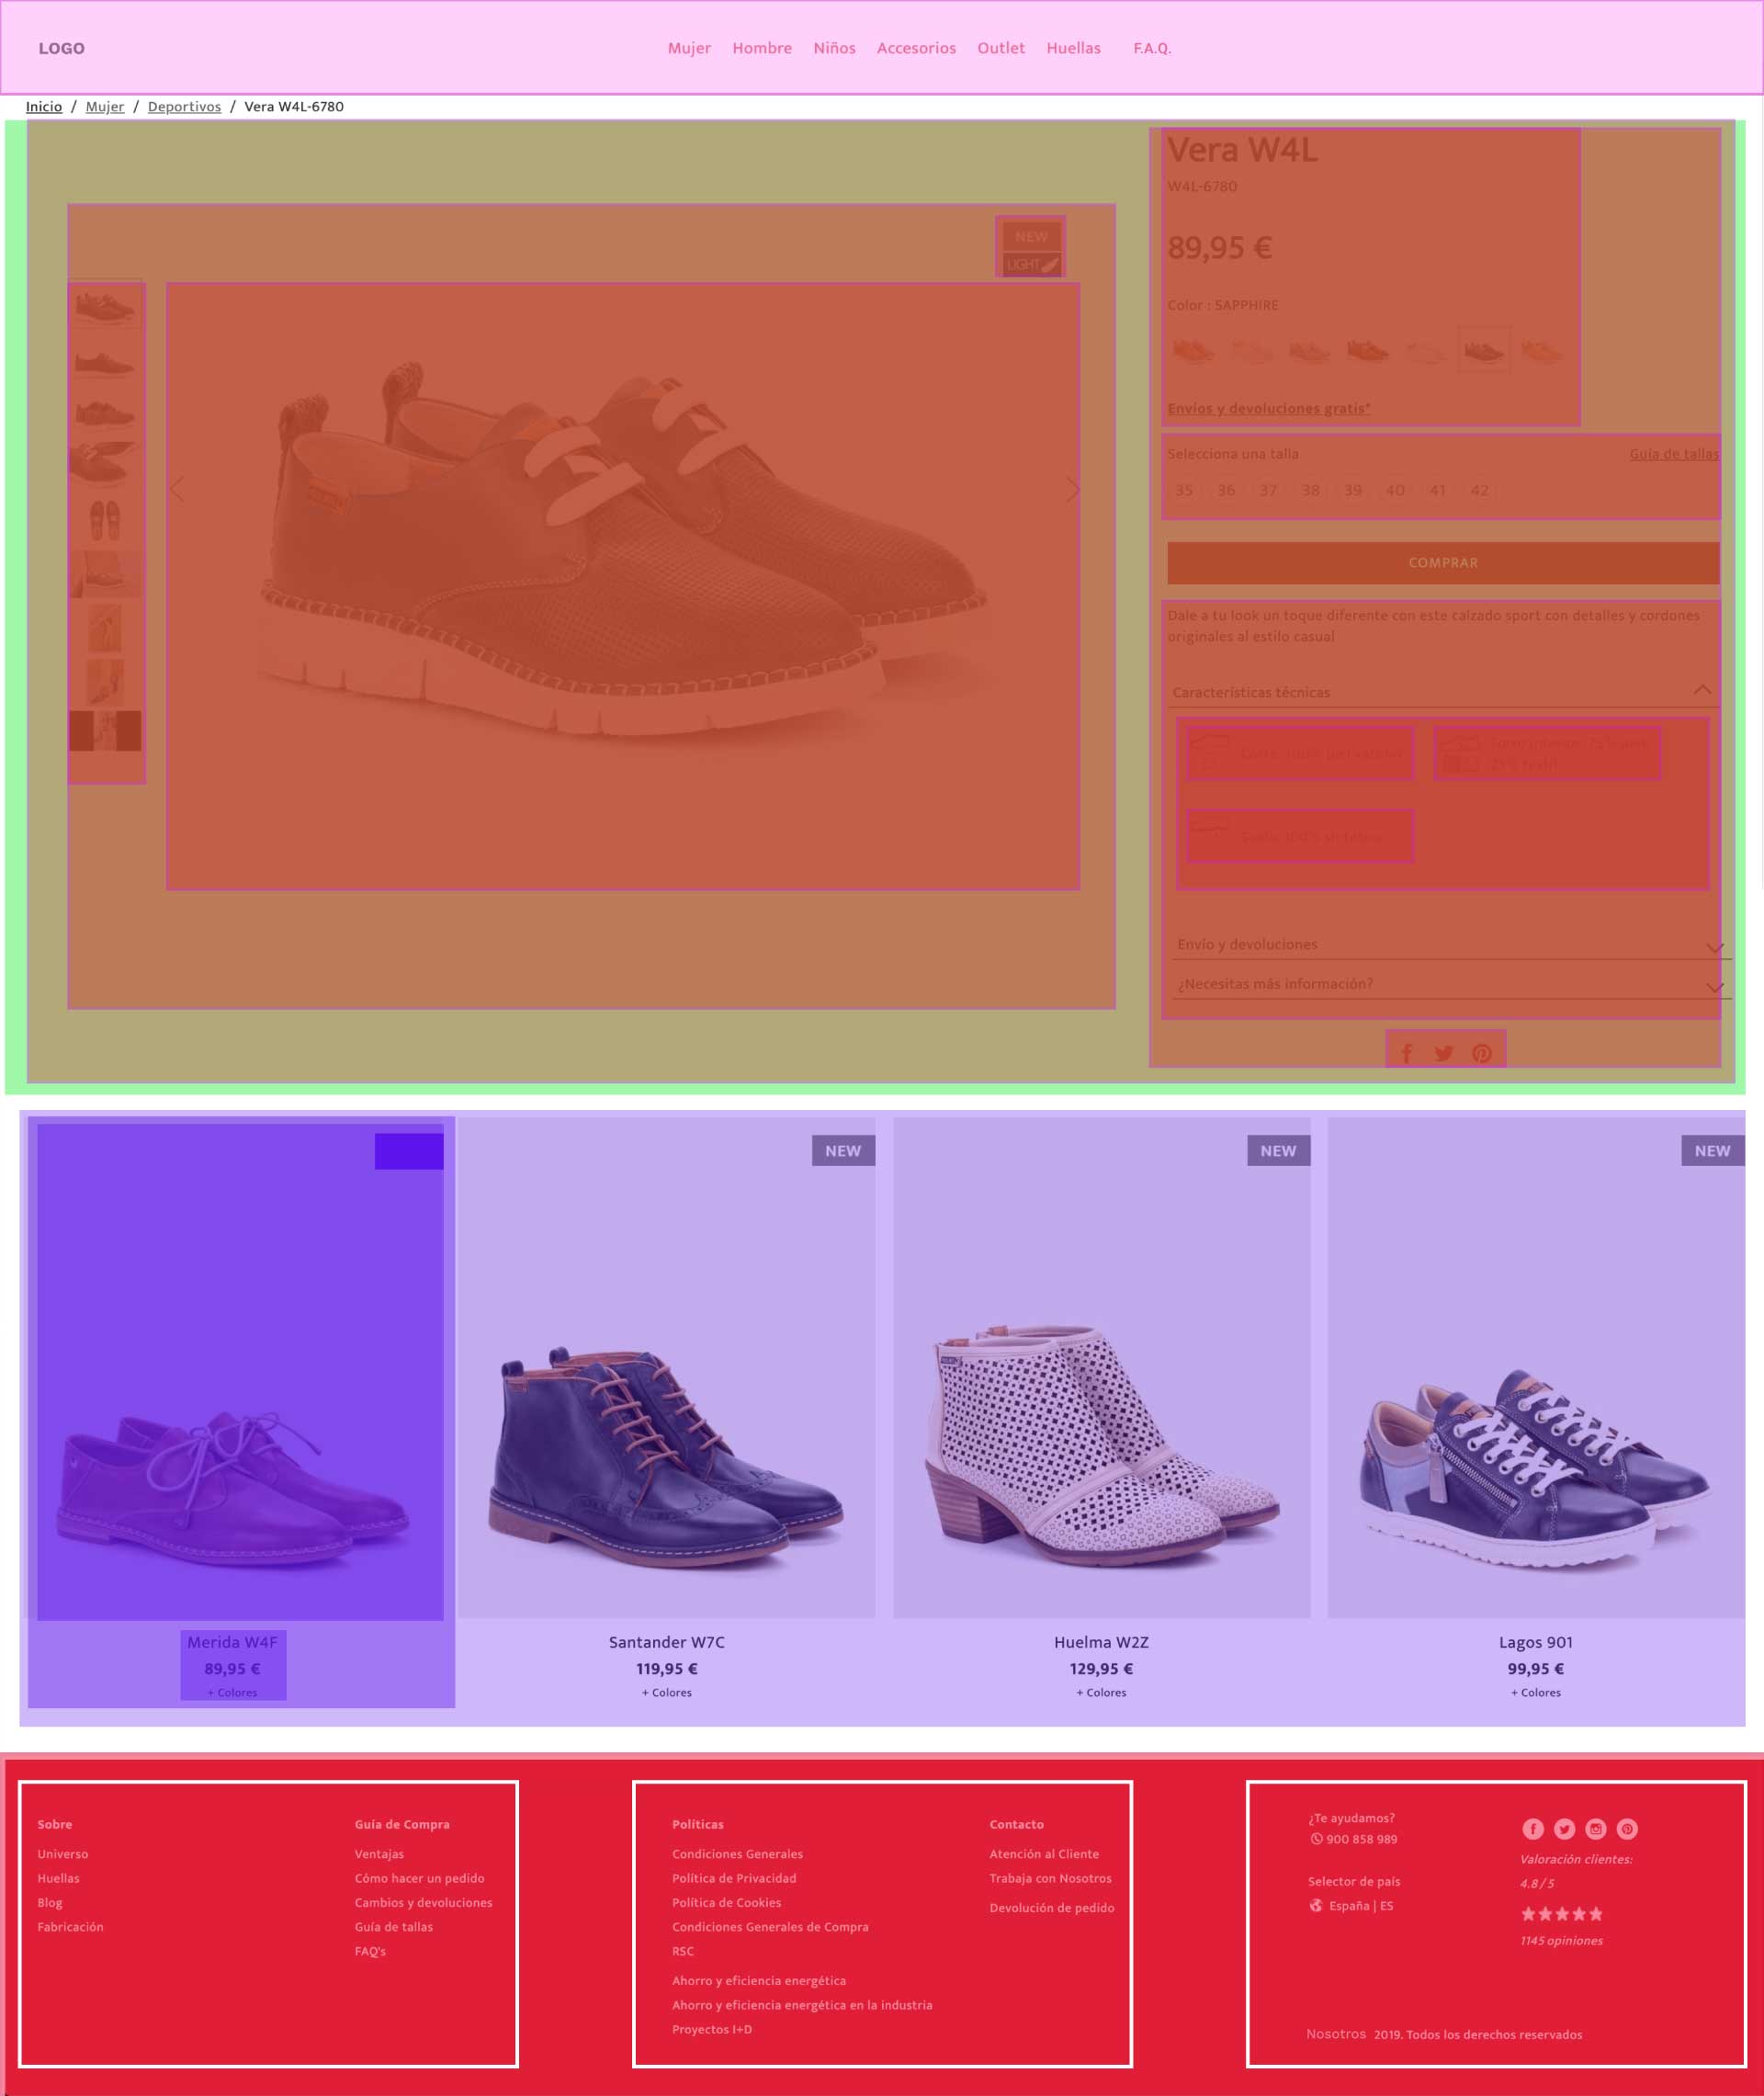 LOGO
Mujer Hombre Niños Accesorios Outlet Huellas F.A.Q.
Inicio / Mujer / Deportivos / Vera W4L-6780
NEW
LIGHT
Vera W4L
W4L-6780
89,95 €
Color : SAPPHIRE
Envíos y devoluciones gratis*
Selecciona una talla
Guía de tallas
35 36 37 38 39 40 41 42
COMPRAR
Dale a tu look un toque diferente con este calzado sport con detalles y cordones
originales al estilo casual
Características técnicas
Envío y devoluciones
¿Necesitas más información?
NEW
NEW
NEW
Merida W4F
89,95 €
+ Colores
Santander W7C
119,95 €
+ Colores
Huelma W2Z
129,95 €
+ Colores
Lagos 901
99,95 €
+ Colores
Sobre
Universo
Huellas
Blog
Fabricación
Guía de Compra
Ventajas
Cómo hacer un pedido
Cambios y devoluciones
Guía de tallas
FAQ's
Políticas
Condiciones Generales
Política de Privacidad
Política de Cookies
Condiciones Generales de Compra
RSC
Ahorro y eficiencia energética
Ahorro y eficiencia energética en la industria
Proyectos I+D
Contacto
Atención al Cliente
Trabaja con Nosotros
Devolución de pedido
¿Te ayudamos?
900 858 989
Selector de país
España | ES
Valoración clientes:
4.8 / 5
1145 opiniones
Nosotros 2019. Todos los derechos reservados